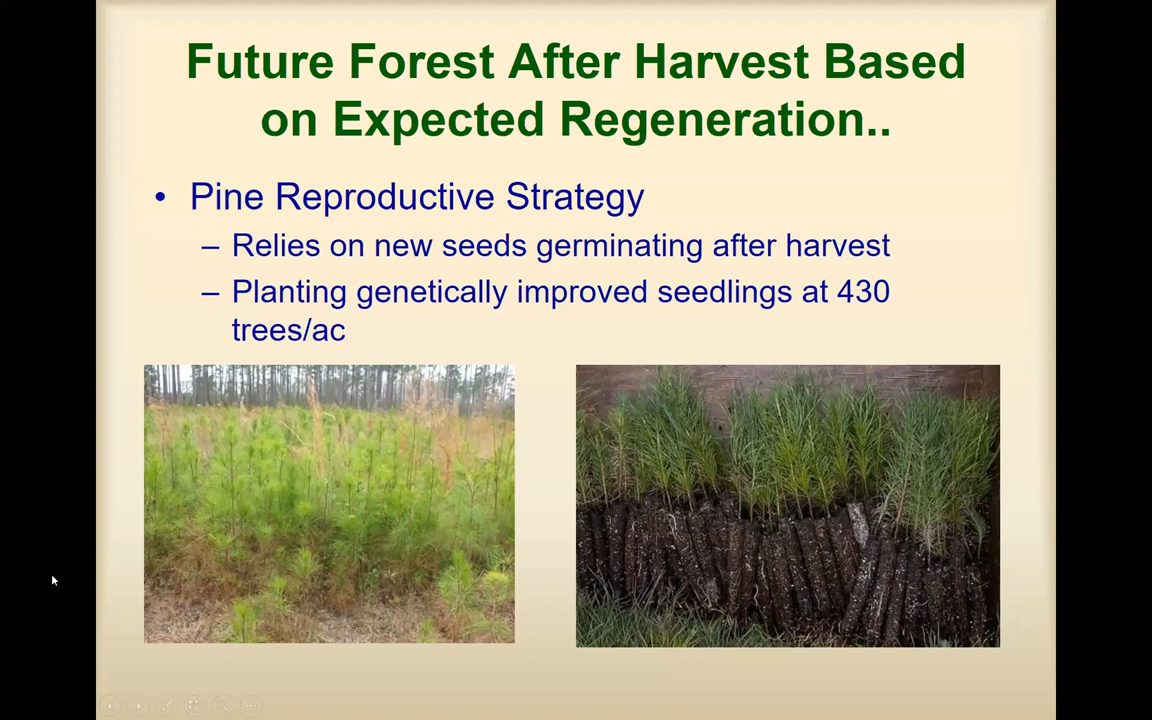 Future Forest After Harvest Based
on Expected Regeneration..
• Pine Reproductive Strategy
– Relies on new seeds germinating after harvest
– Planting genetically improved seedlings at 430
trees/ac